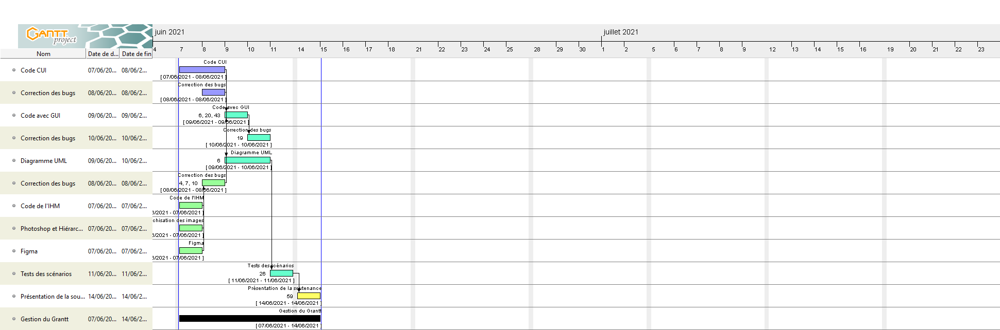 GANTT
project
juin 2021
juillet 2021
Nom Date de d... Date de fin
4 7 8 9 10 11 14 15 16 17 18 21 22 23 24 25 28 29 30 1 2 5 6 7 8 9 12 13 14 15 16 19 20 21 22 23
Code CUI
Code CUI 07/06/20... 08/06/2...
[ 07/06/2021 - 08/06/2021 ]
Correction des bugs
Correction des bugs 08/06/20... 08/06/2...
[ 08/06/2021 - 08/06/2021 ]
Code avec GUI
Code avec GUI 09/06/20... 09/06/2... 6, 20, 43
[ 09/06/2021 - 09/06/2021 ]
Correction des bugs
Correction des bugs 10/06/20... 10/06/2... 19
[ 10/06/2021 - 10/06/2021 ]
Diagramme UML
Diagramme UML 09/06/20... 10/06/2... 6
[ 09/06/2021 - 10/06/2021 ]
Correction des bugs
Correction des bugs 08/06/20... 08/06/2... 4, 7, 10
[ 08/06/2021 - 08/06/2021 ]
Code de l'IHM
Code de l'IHM 07/06/20... 07/06/2...
6/2021 - 07/06/2021 ]
chisation des images
Photoshop et Hiérarc... 07/06/20... 07/06/2...
6/2021 - 07/06/2021 ]
Figma
Figma 07/06/20... 07/06/2...
6/2021 - 07/06/2021 ]
Tests des scénarios
Tests des scénarios 11/06/20... 11/06/2... 26
[ 11/06/2021 - 11/06/2021 ]
Présentation de la soutenance
Présentation de la sou... 14/06/20... 14/06/2... 59
[ 14/06/2021 - 14/06/2021 ]
Gestion du Grantt
Gestion du Grantt 07/06/20... 14/06/2...
[ 07/06/2021 - 14/06/2021 ]